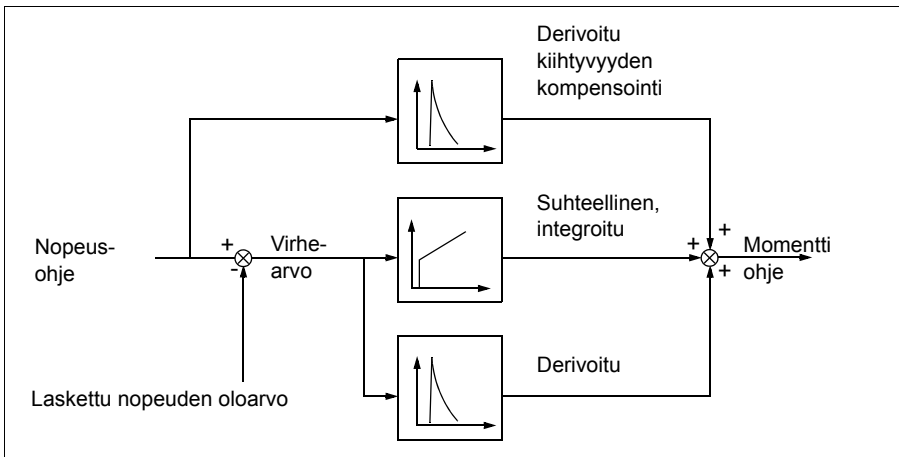 Derivoitu
kiihtyvyyden
kompensointi
Suhteellinen,
integroitu
Nopeus-
ohje
+
-
Virhe-
arvo
+
+
+
Momentti
ohje
Derivoitu
Laskettu nopeuden oloarvo